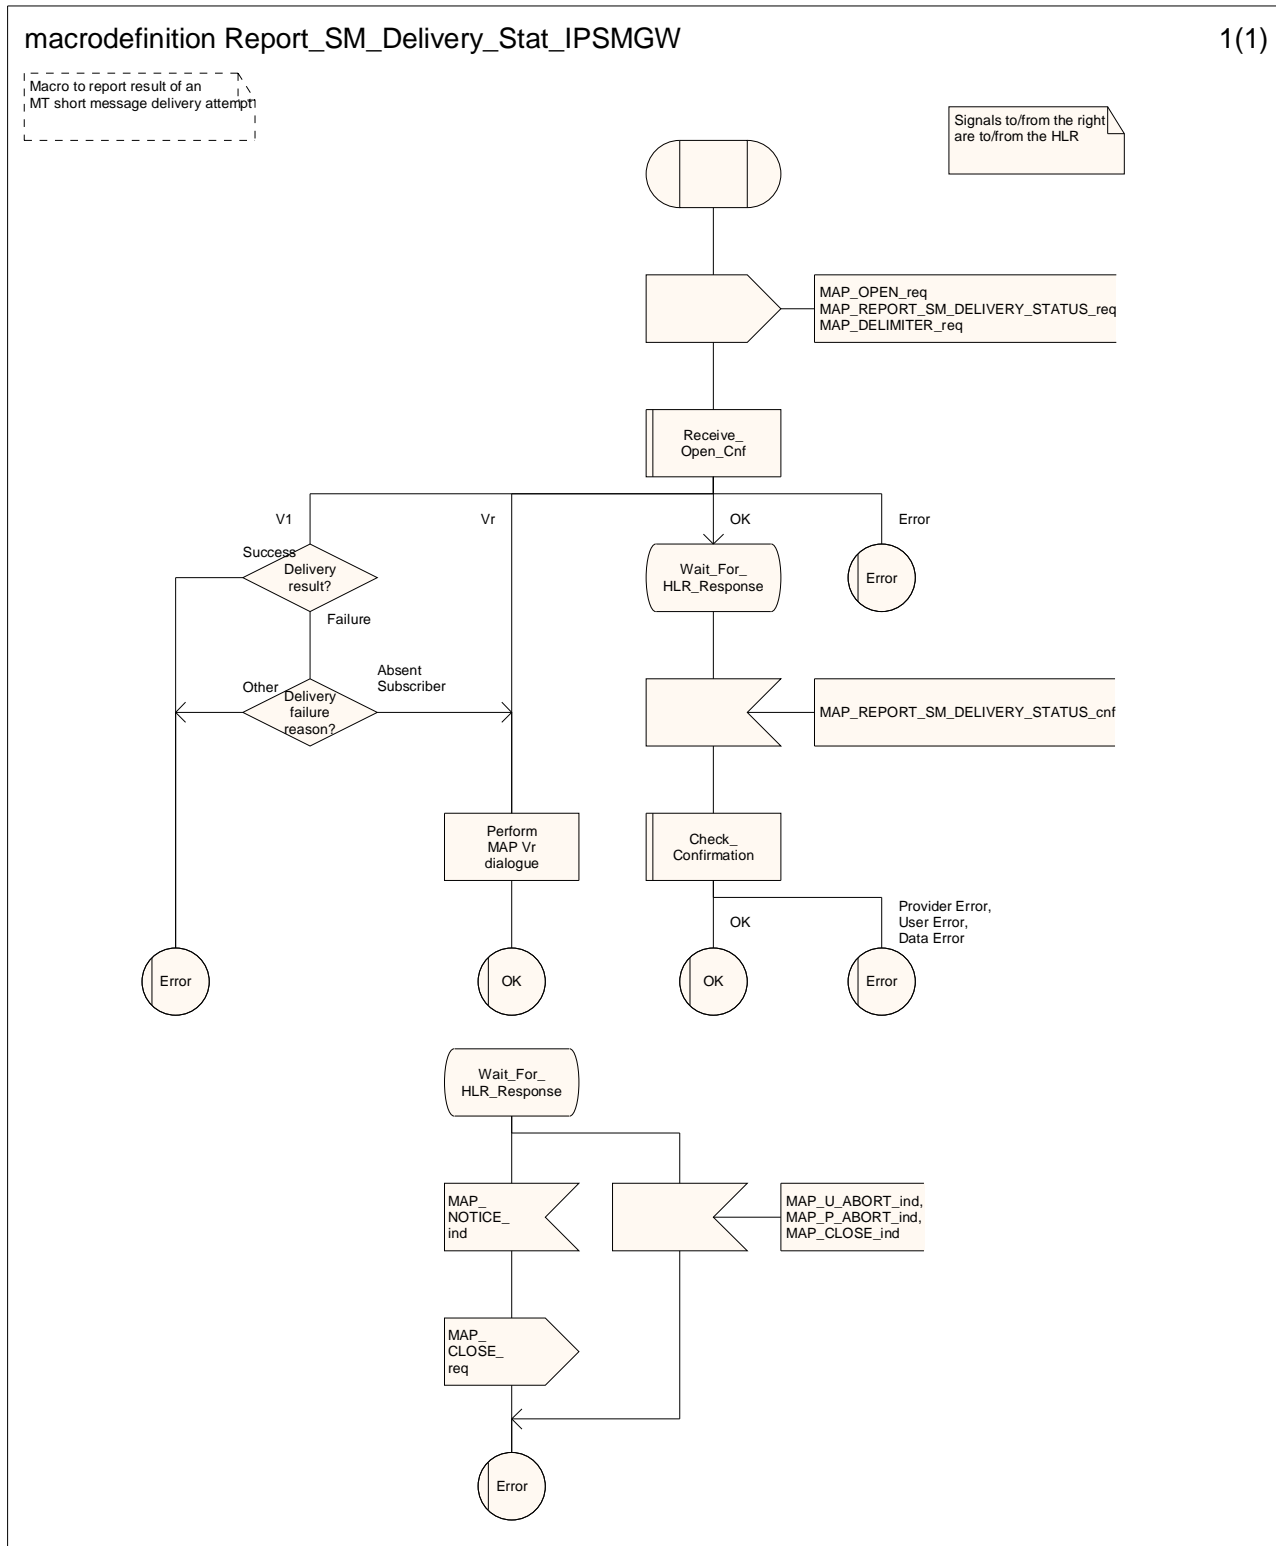 macrodefinition Report_SM_Delivery_Stat_IPSMGW
1(1)
Macro to report result of an
MT short message delivery attempt
Signals to/from the right
are to/from the HLR
MAP_OPEN_req
MAP_REPORT_SM_DELIVERY_STATUS_req
MAP_DELIMITER_req
Receive_
Open_Cnf
V1
Vr
OK
Error
Success
Delivery
result?
Wait_For_
HLR_Response
Error
Failure
Absent
Subscriber
Other
Delivery
failure
reason?
MAP_REPORT_SM_DELIVERY_STATUS_cnf
Perform
MAP Vr
dialogue
Check_
Confirmation
OK
Provider Error,
User Error,
Data Error
Error
OK
OK
Error
Wait_For_
HLR_Response
MAP_
NOTICE_
ind
MAP_U_ABORT_ind,
MAP_P_ABORT_ind,
MAP_CLOSE_ind
MAP_
CLOSE_
req
Error